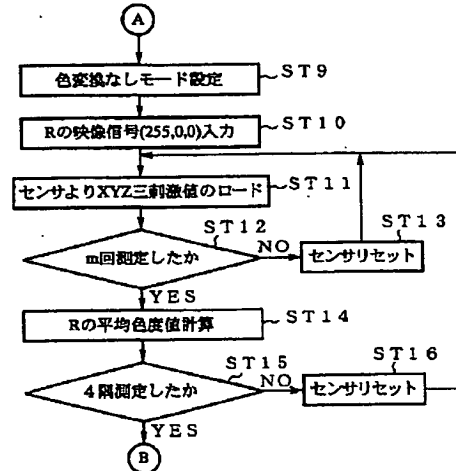 A
色変換なしモード設定 ST9
Rの映像信号(255,0,0)入力 ST10
センサよりXYZ三刺激値のロード ST11
m回測定したか ST12
NO
センサリセット ST13
YES
Rの平均色度値計算 ST14
4隅測定したか ST15
NO
センサリセット ST16
YES
B